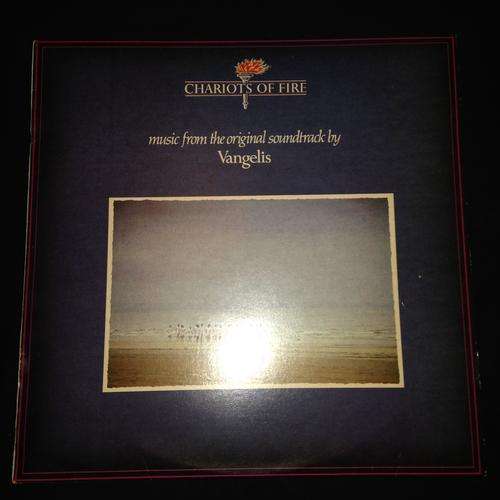 CHARIOTS OF FIRE
music from the original soundtrack by
Vangelis